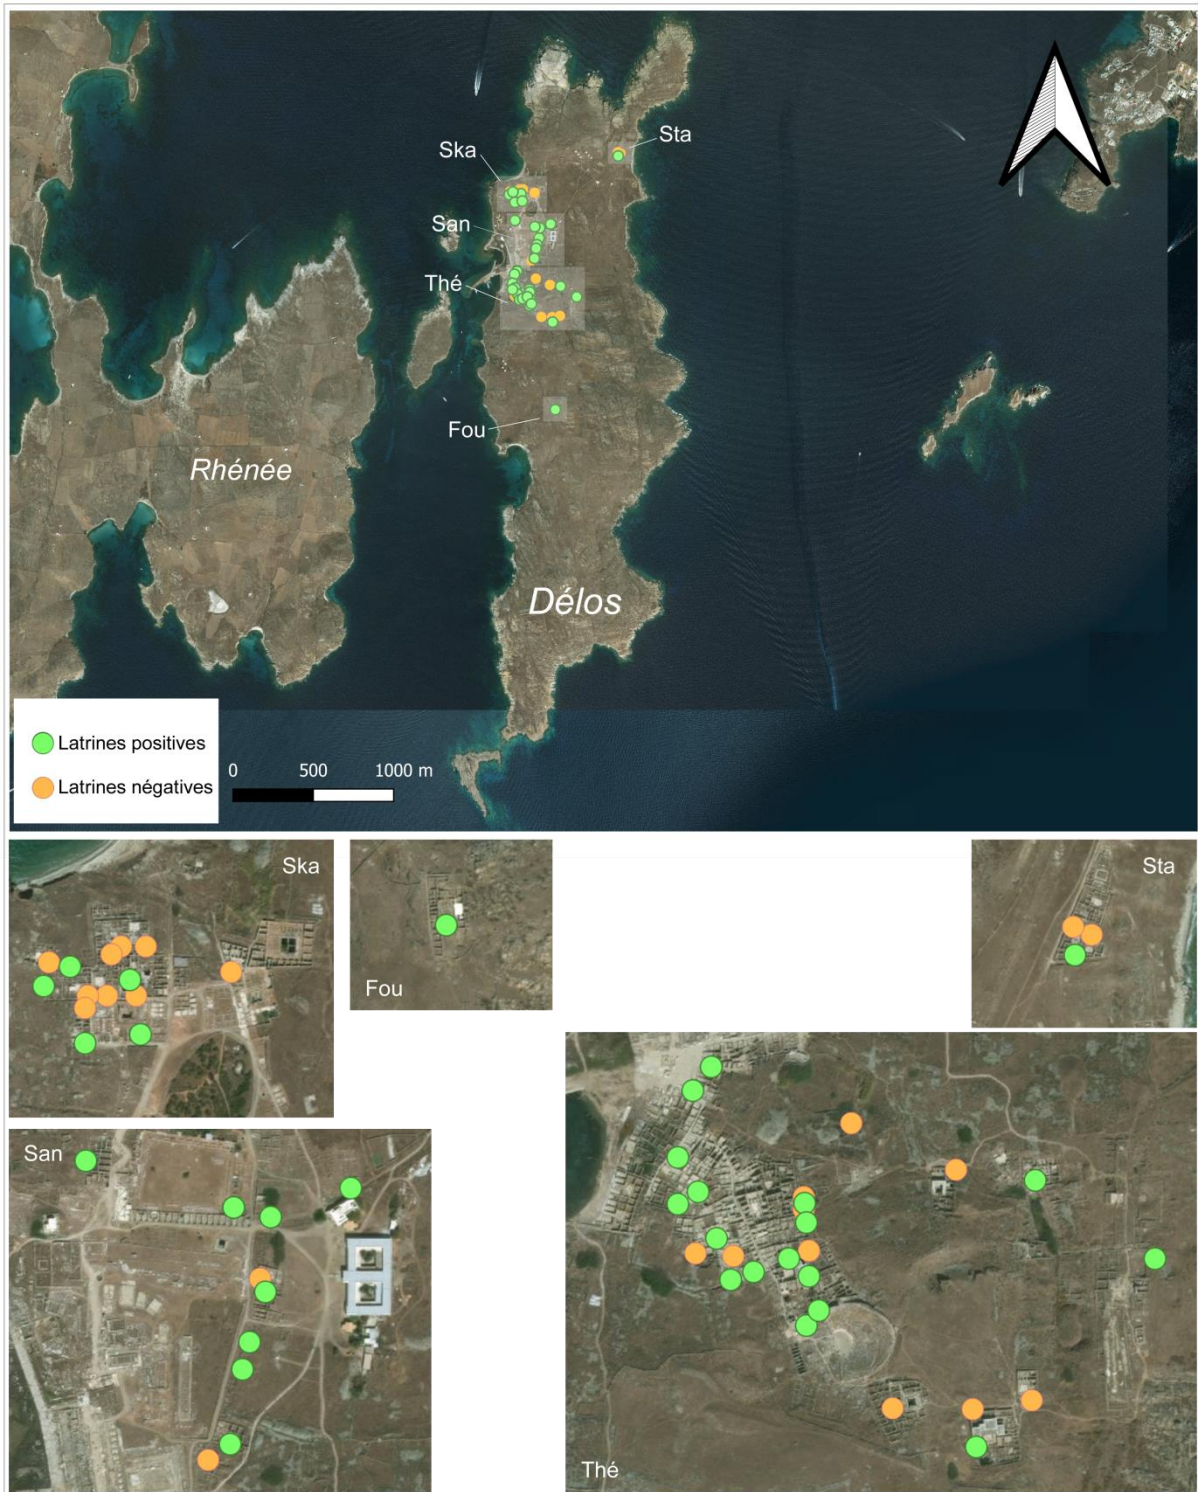 Sta
Ska
San
Thé
Fou
Rhénée
Délos
Latrines positives
Latrines négatives
0 500 1000 m
Ska
Fou
Sta
San
Thé